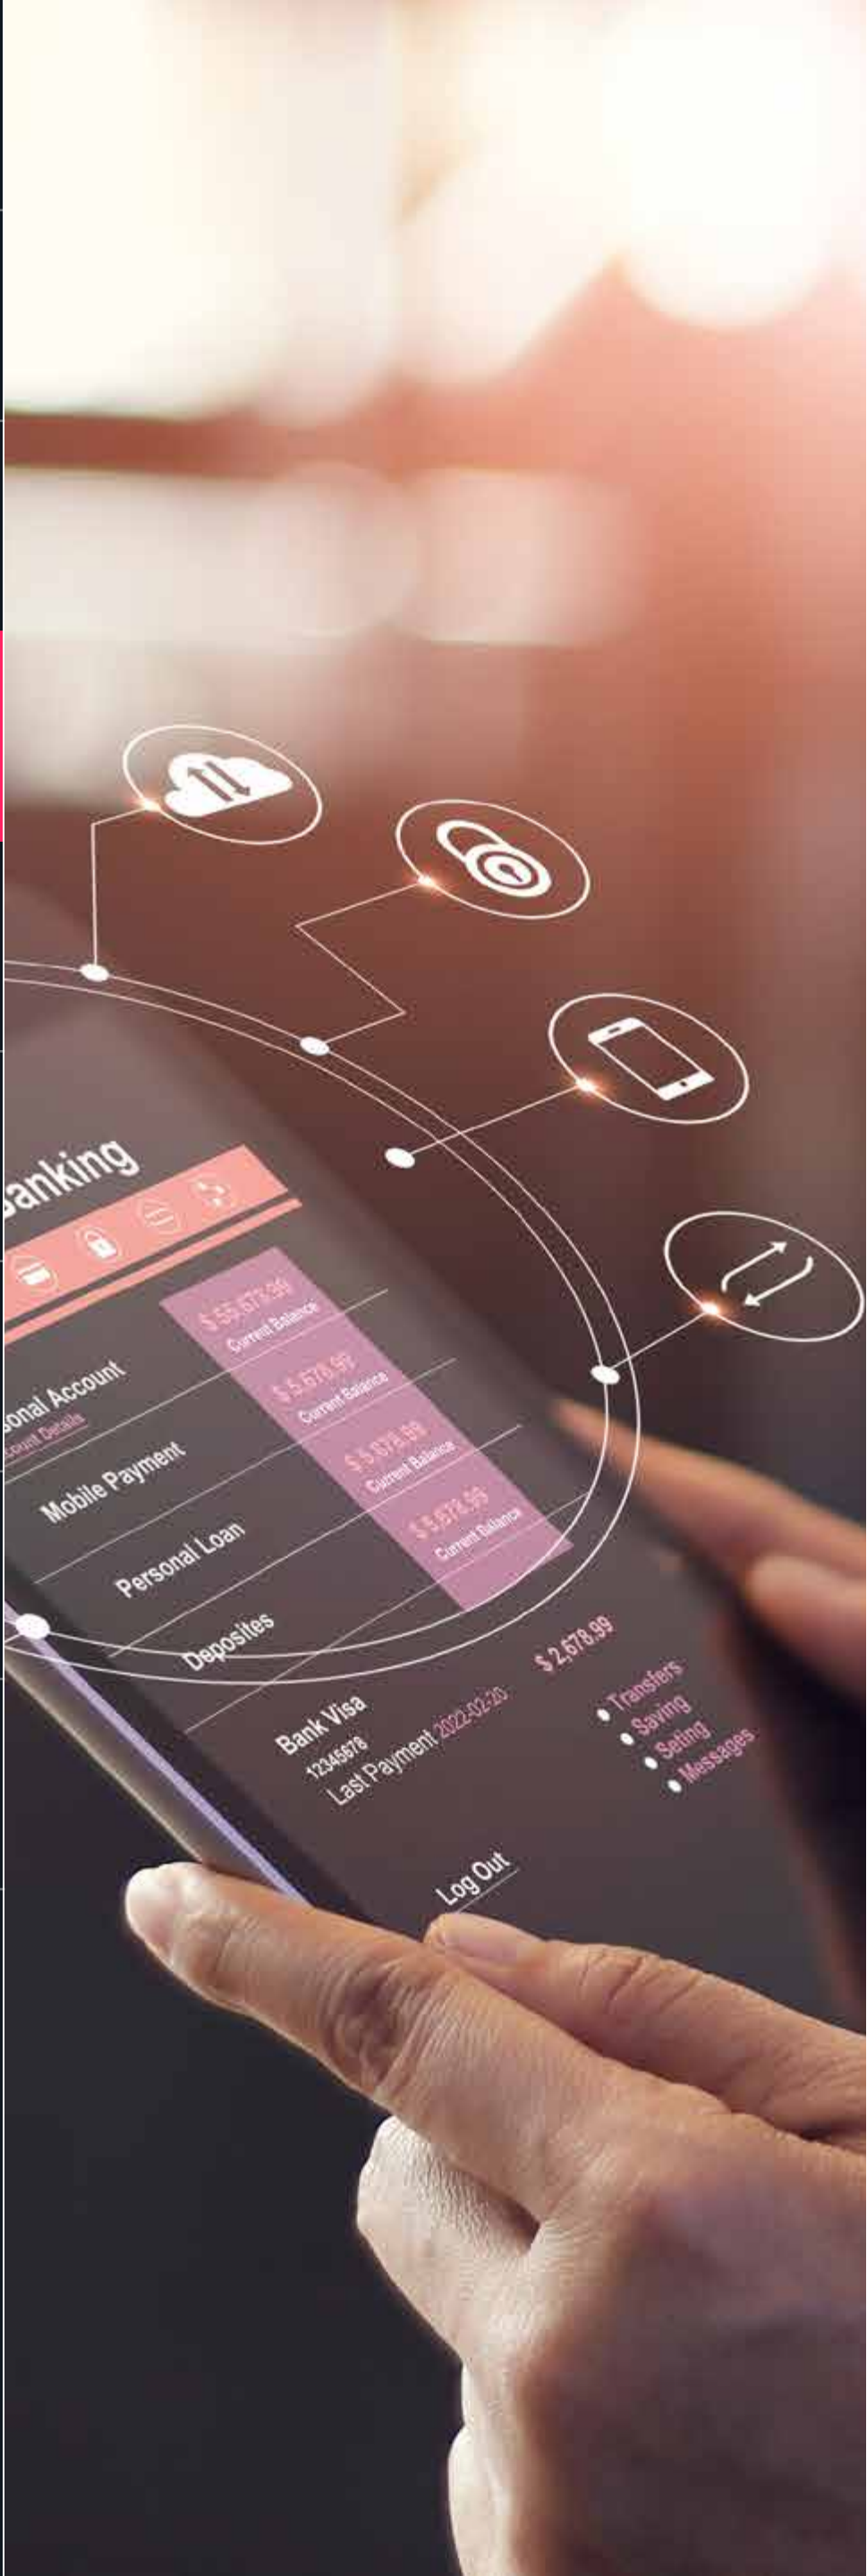 anking
$ 55,678.99
Current Balance
sonal Account
count Details
$ 5,678.99
Current Balance
Mobile Payment
$ 5,678.99
Current Balance
Personal Loan
$ 5,678.99
Current Balance
Deposites
Bank Visa
12345678
Last Payment 2022-02-20
$ 2,678.99
Transfers
Saving
Seting
Messages
Log Out